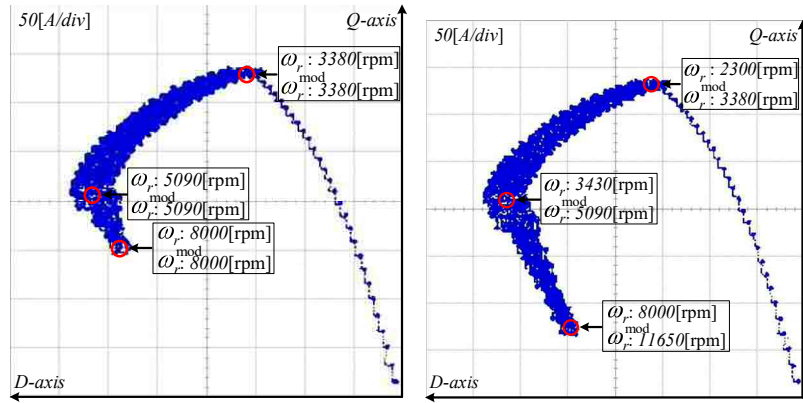 50[A/div]
Q-axis
ω_r : 3380[rpm]
ω_r^mod : 3380[rpm]
ω_r : 5090[rpm]
ω_r^mod : 5090[rpm]
ω_r : 8000[rpm]
ω_r^mod : 8000[rpm]
D-axis
50[A/div]
Q-axis
ω_r : 2300[rpm]
ω_r^mod : 3380[rpm]
ω_r : 3430[rpm]
ω_r^mod : 5090[rpm]
ω_r : 8000[rpm]
ω_r^mod : 11650[rpm]
D-axis